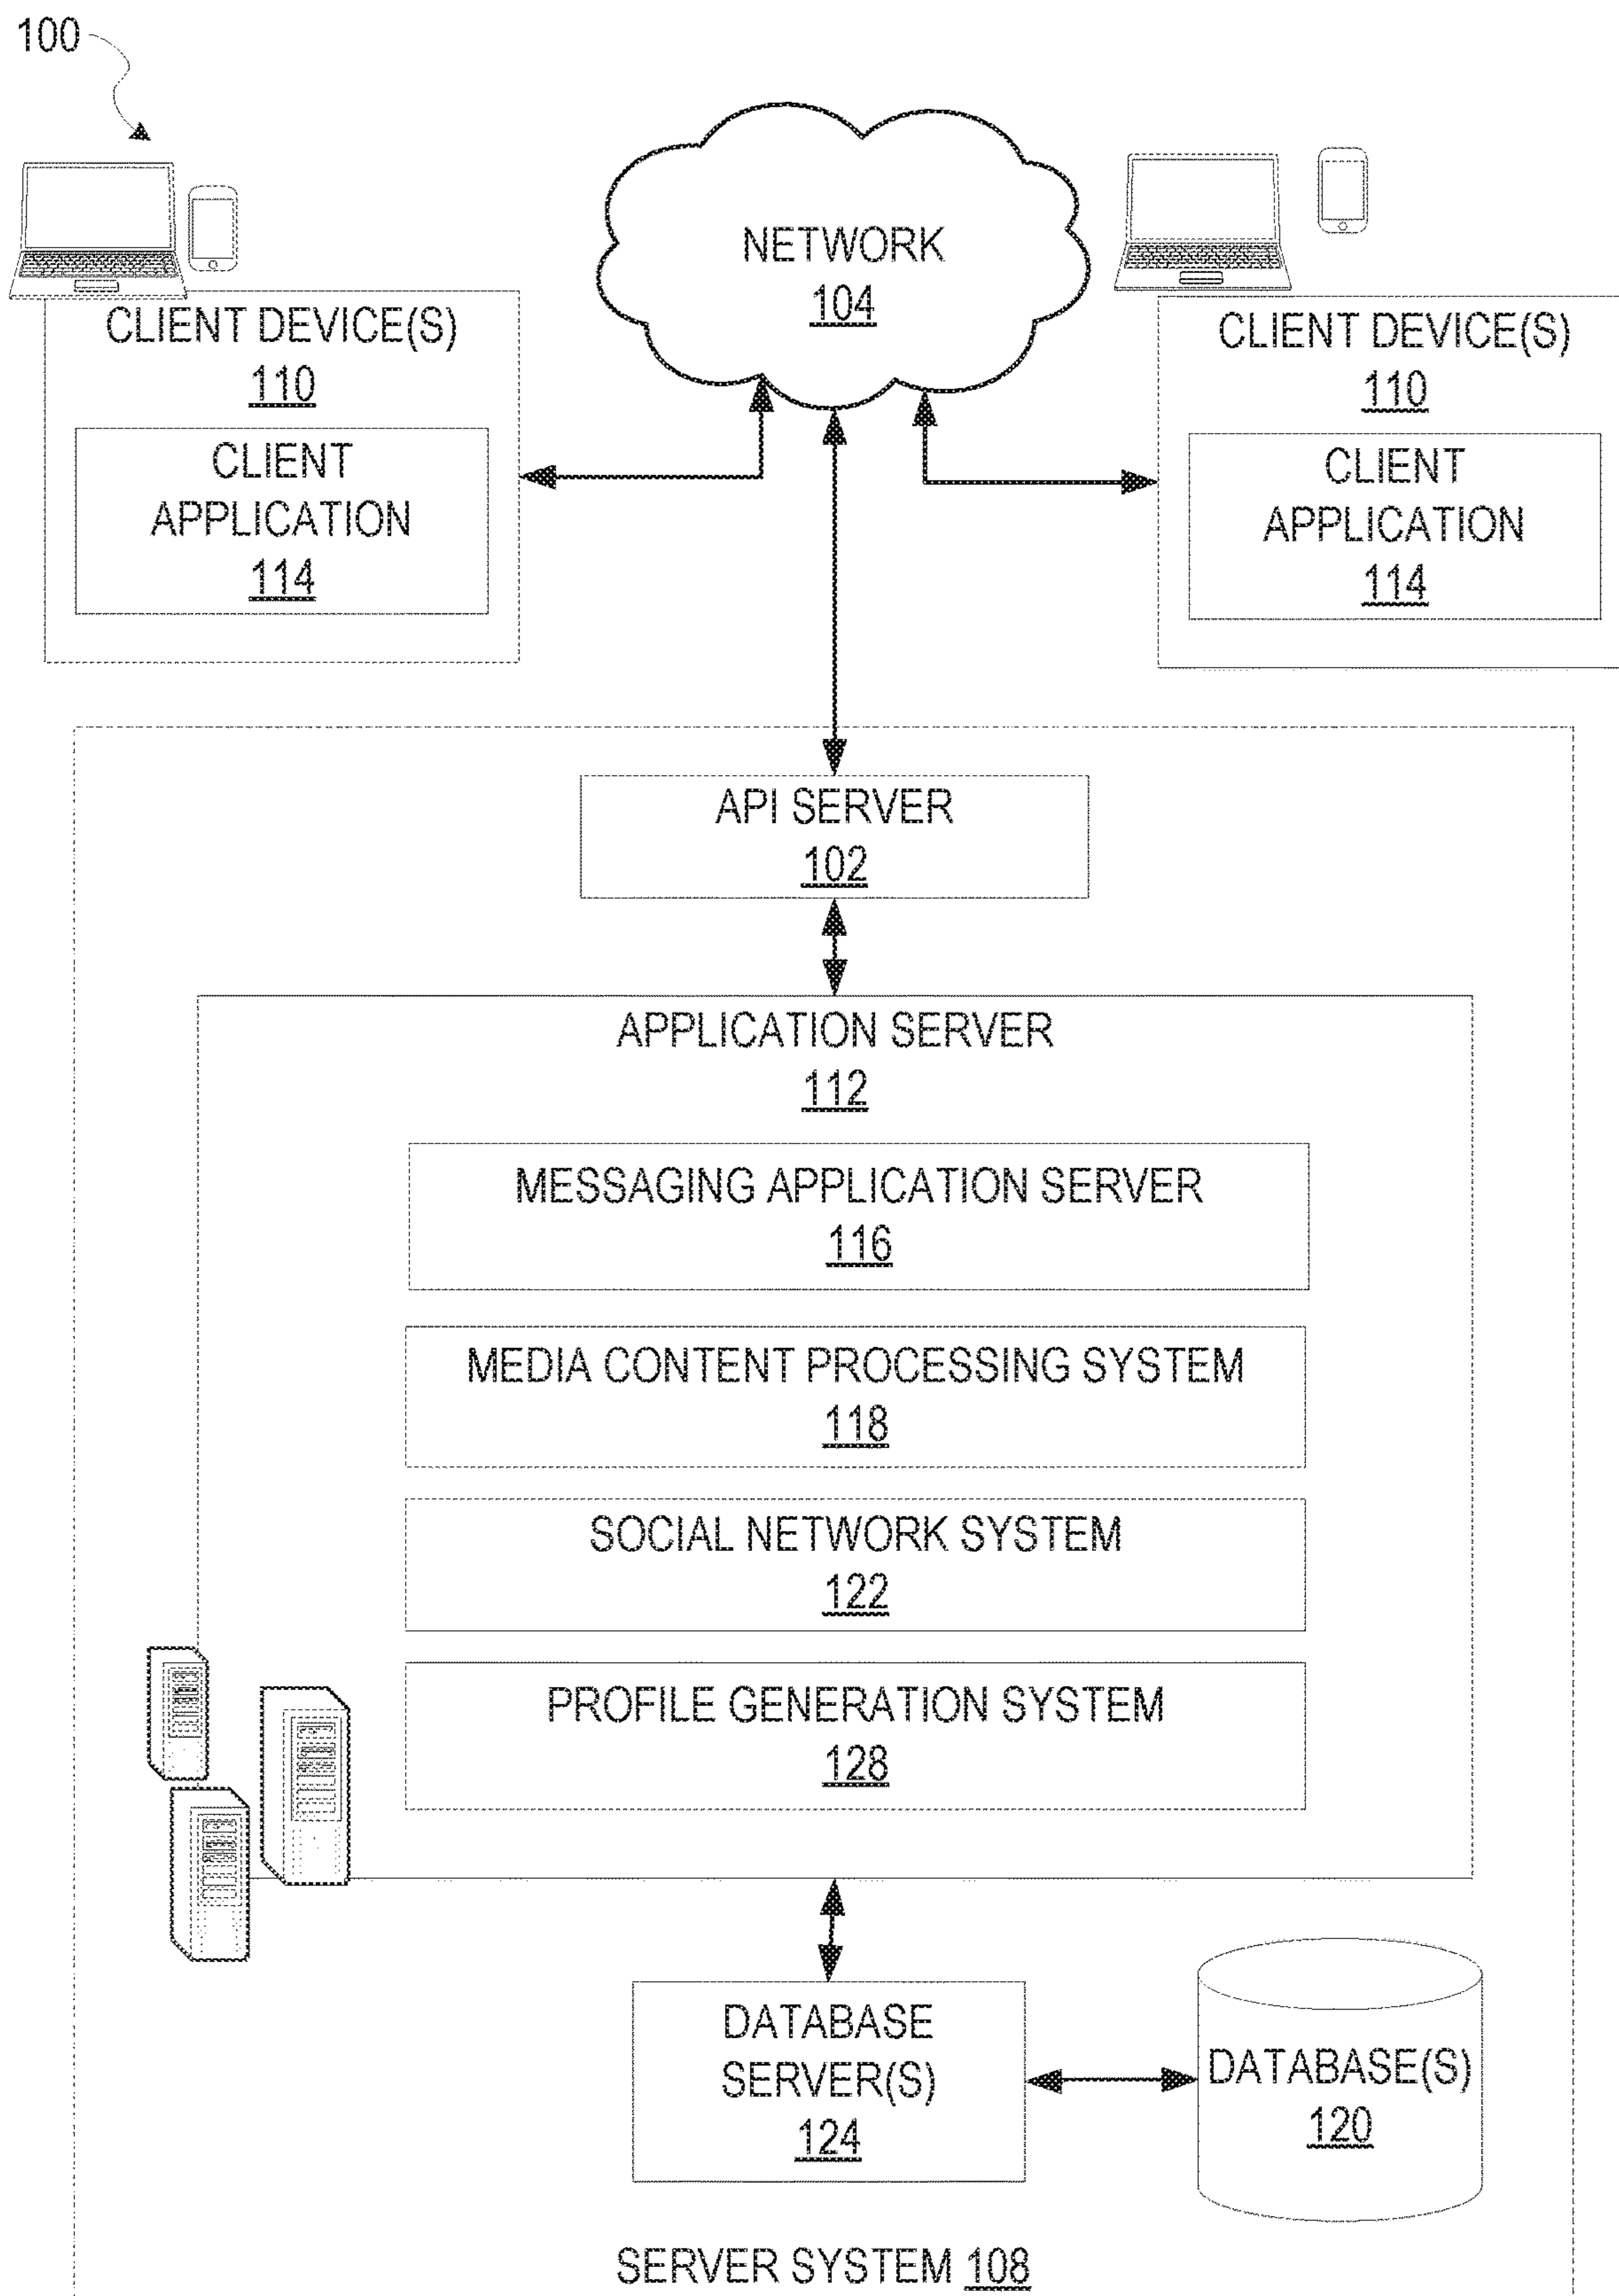 100
NETWORK
104
CLIENT DEVICE(S)
110
CLIENT
APPLICATION
114
CLIENT DEVICE(S)
110
CLIENT
APPLICATION
114
API SERVER
102
APPLICATION SERVER
112
MESSAGING APPLICATION SERVER
116
MEDIA CONTENT PROCESSING SYSTEM
118
SOCIAL NETWORK SYSTEM
122
PROFILE GENERATION SYSTEM
128
DATABASE
SERVER(S)
124
DATABASE(S)
120
SERVER SYSTEM 108